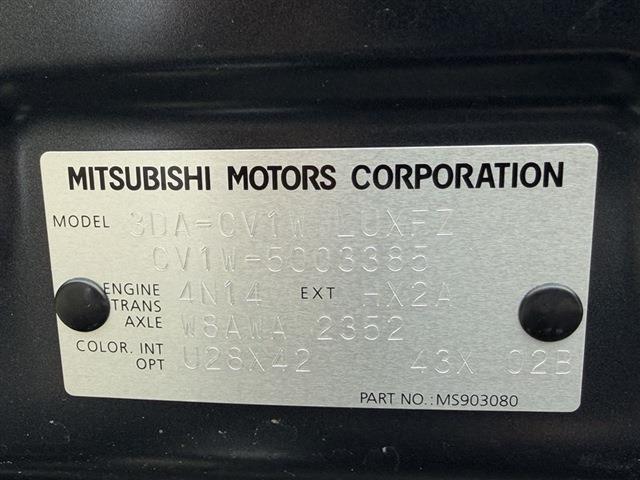 MITSUBISHI MOTORS CORPORATION
MODEL 3DA-CV1W LUXFZ
CV1W-5003385
ENGINE 4N14 EXT HX2A
TRANS
AXLE W8AWA 2352
COLOR. INT U28X42 43X 02B
OPT
PART NO.:MS903080